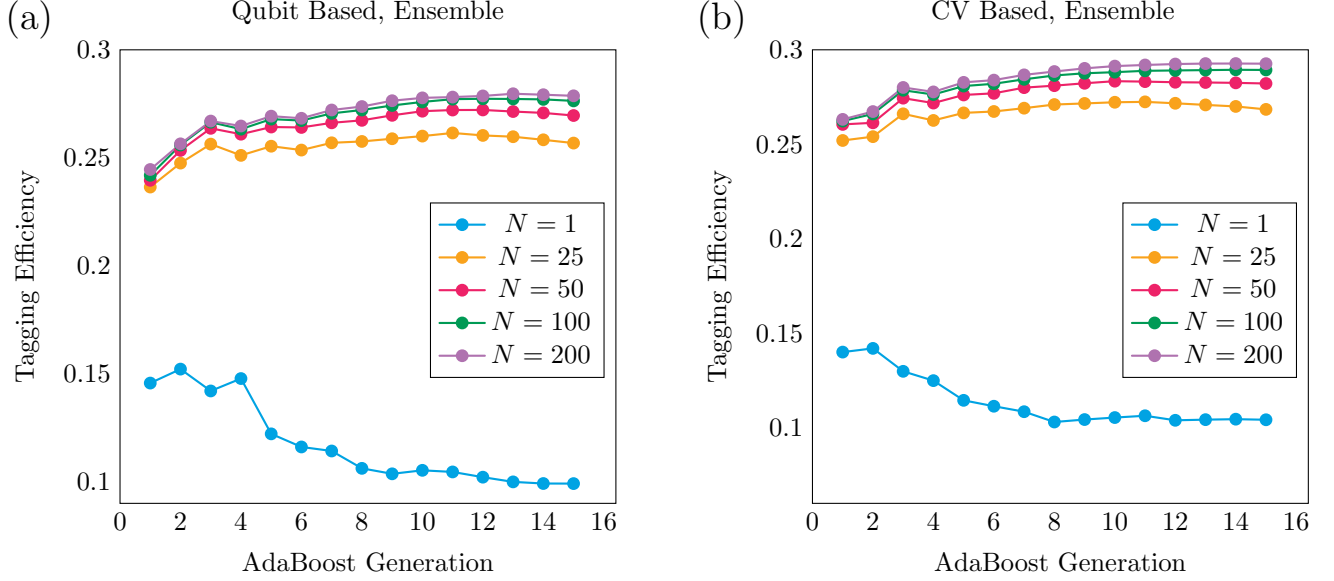 (a)
Qubit Based, Ensemble
0.3
0.25
0.2
0.15
0.1
Tagging Efficiency
N = 1
N = 25
N = 50
N = 100
N = 200
0 2 4 6 8 10 12 14 16
AdaBoost Generation
(b)
CV Based, Ensemble
0.3
0.25
0.2
0.15
0.1
Tagging Efficiency
N = 1
N = 25
N = 50
N = 100
N = 200
0 2 4 6 8 10 12 14 16
AdaBoost Generation